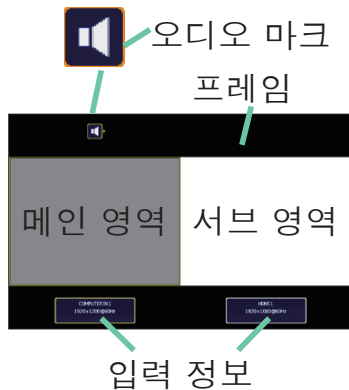 오디오 마크
프레임
메인 영역
서브 영역
COMPUTER IN1
1920x1200@60Hz
HDMI1
1920x1080@60Hz
입력 정보